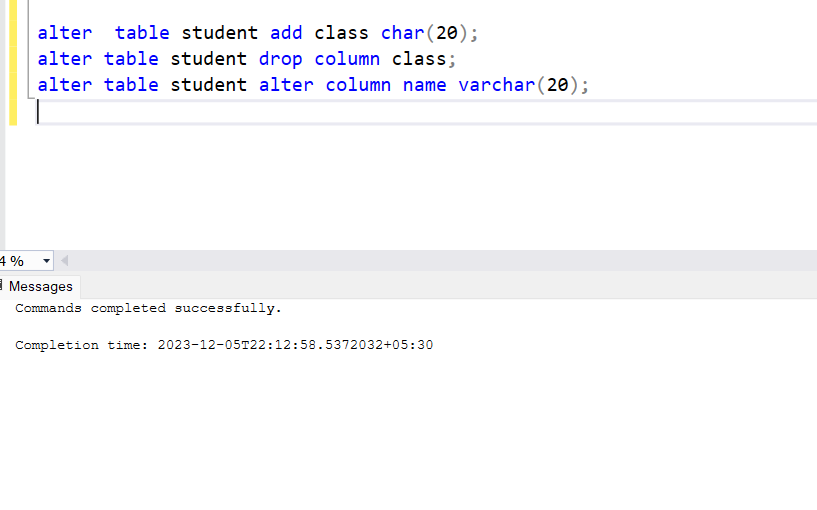 alter  table student add class char(20);
alter table student drop column class;
alter table student alter column name varchar(20);
4 %
Messages
Commands completed successfully.
Completion time: 2023-12-05T22:12:58.5372032+05:30